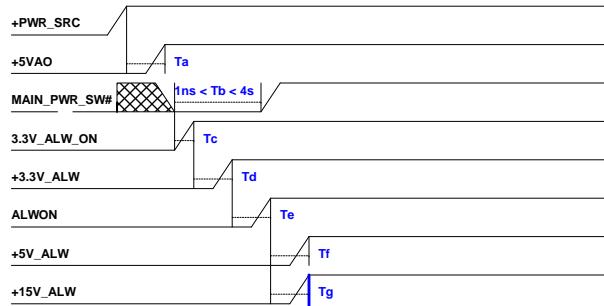 +PWR_SRC
+5VAO
Ta
MAIN_PWR_SW#
1ns < Tb < 4s
3.3V_ALW_ON
Tc
+3.3V_ALW
Td
ALWON
Te
+5V_ALW
Tf
+15V_ALW
Tg